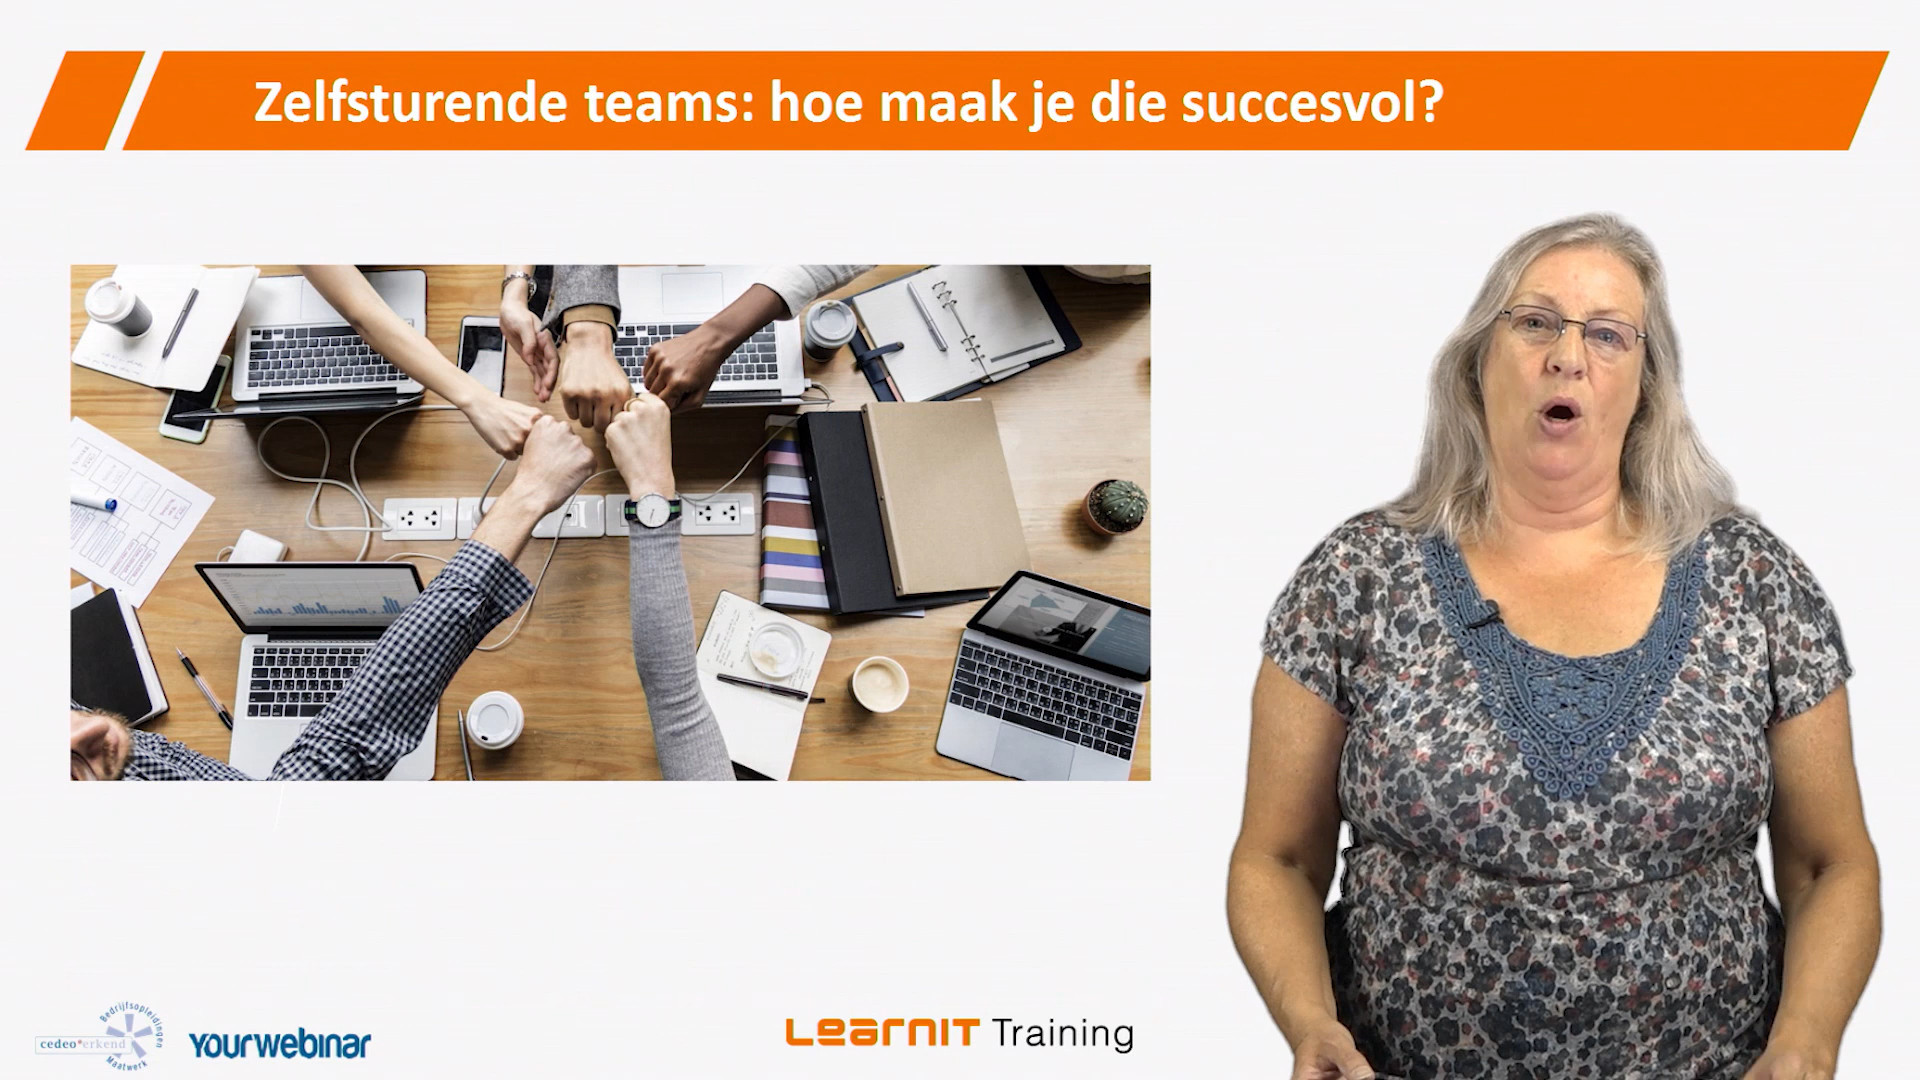 Zelfsturende teams: hoe maak je die succesvol?
Bedrijfsopleidingen
cedeo*erkend
Maatwerk
YOURWEBINAR
LEARNIT Training